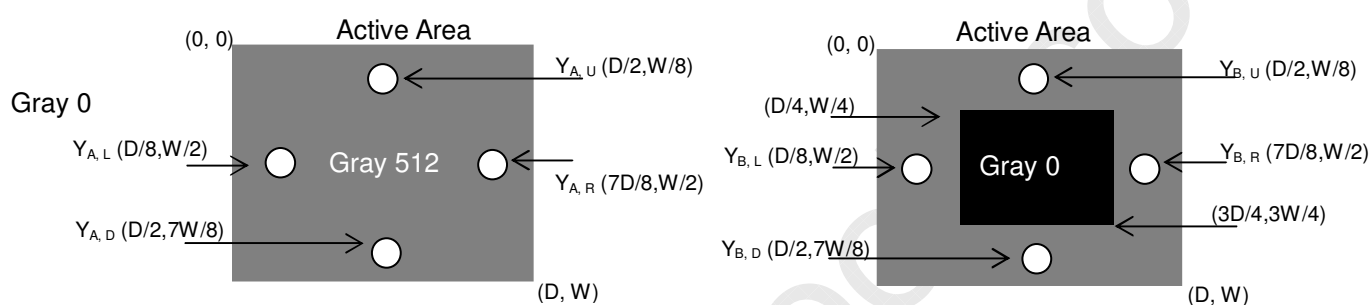 Active Area
(0, 0)
Y_A, U (D/2,W/8)
Gray 0
Y_A, L (D/8,W/2)
Gray 512
Y_A, R (7D/8,W/2)
Y_A, D (D/2,7W/8)
(D, W)
Active Area
(0, 0)
Y_B, U (D/2,W/8)
(D/4,W/4)
Y_B, L (D/8,W/2)
Gray 0
Y_B, R (7D/8,W/2)
(3D/4,3W/4)
Y_B, D (D/2,7W/8)
(D, W)